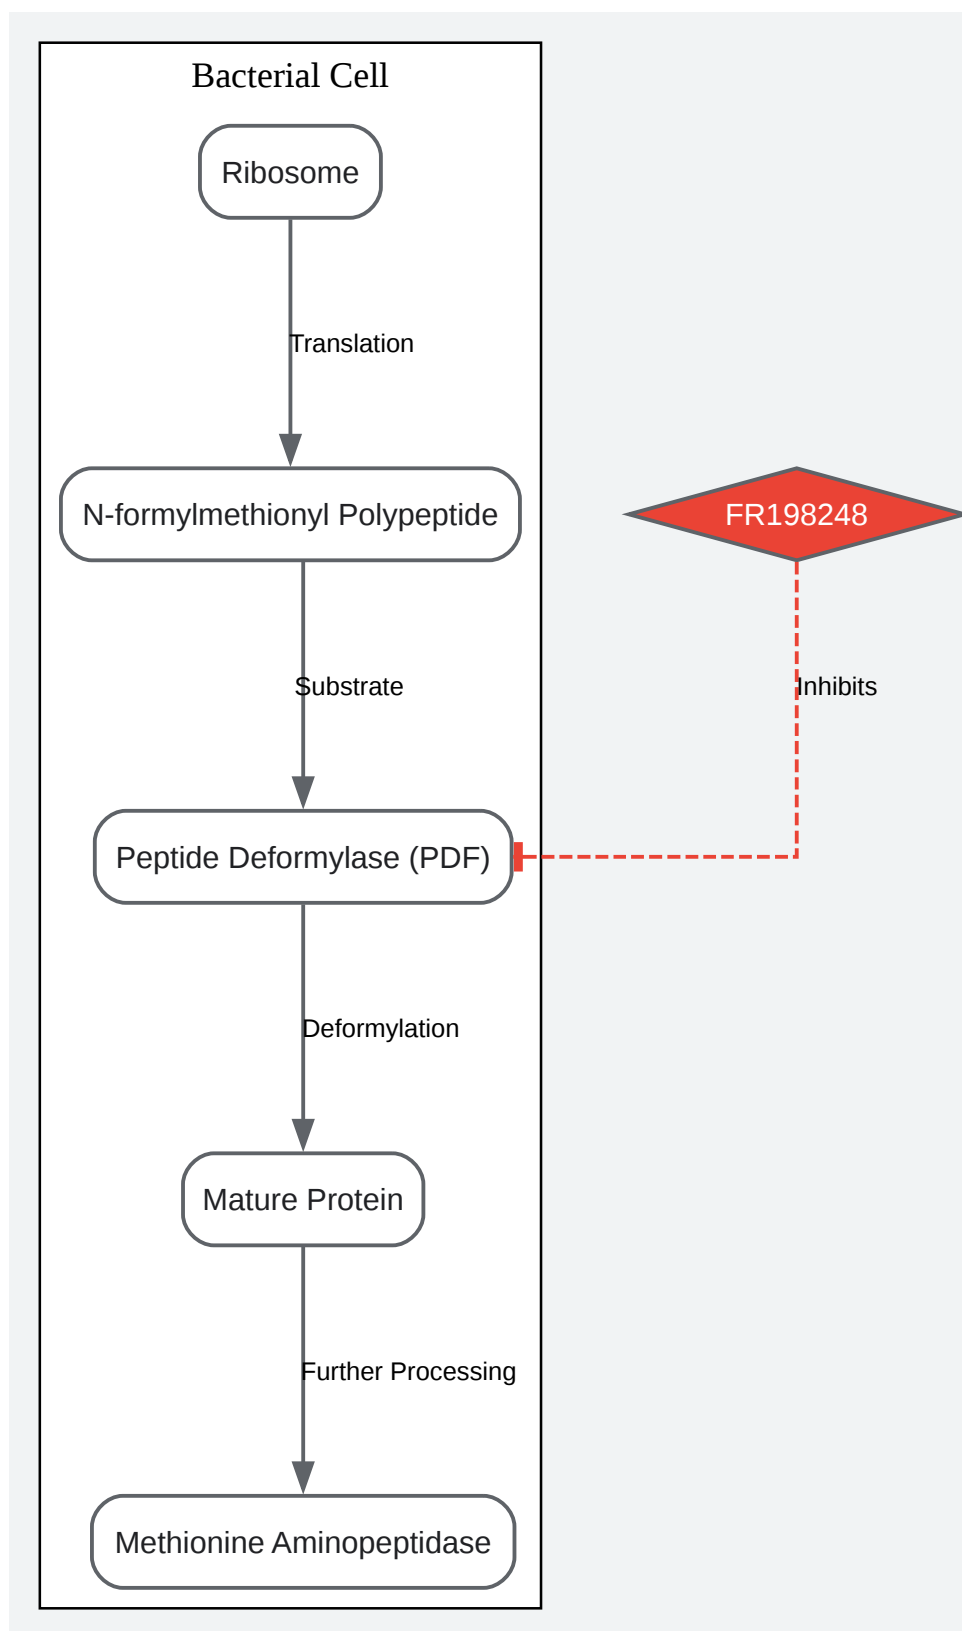 Bacterial Cell
Ribosome
Translation
N-formylmethionyl Polypeptide
FR198248
Substrate
Inhibits
Peptide Deformylase (PDF)
Deformylation
Mature Protein
Further Processing
Methionine Aminopeptidase